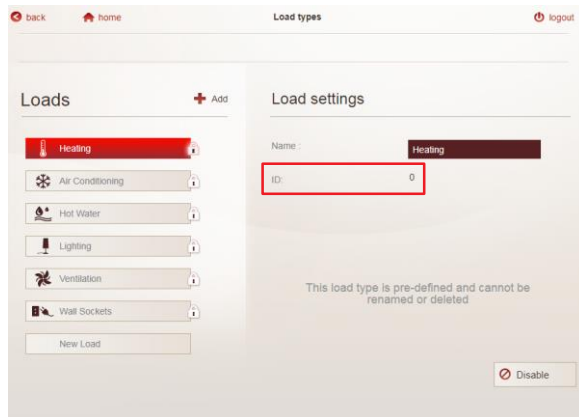 back home Load types logout
Loads Add
Heating
Air Conditioning
Hot Water
Lighting
Ventilation
Wall Sockets
New Load
Load settings
Name : Heating
ID: 0
This load type is pre-defined and cannot be
renamed or deleted
Disable